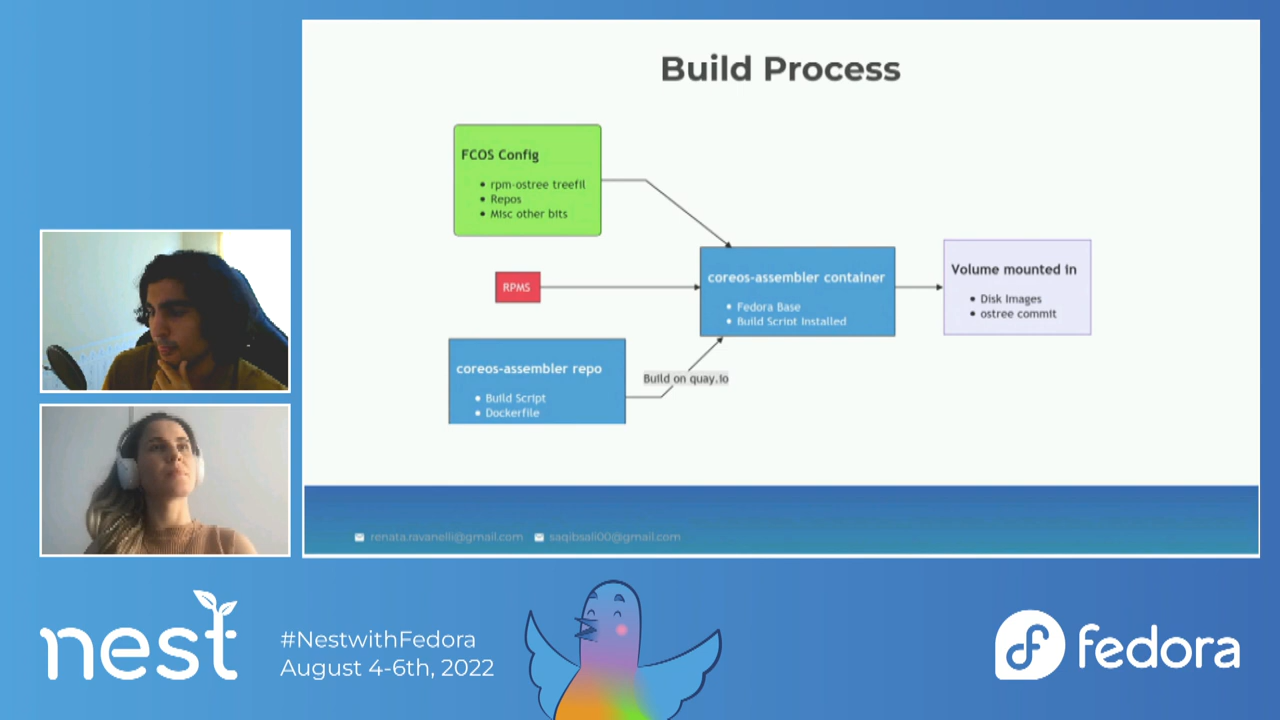 Build Process
FCOS Config
rpm-ostree treefil
Repos
Misc other bits
RPMS
coreos-assembler container
Fedora Base
Build Script Installed
Volume mounted in
Disk Images
ostree commit
coreos-assembler repo
Build Script
Dockerfile
Build on quay.io
renata.ravanelli@gmail.com saqibsali00@gmail.com
nest
#NestwithFedora
August 4-6th, 2022
fedora